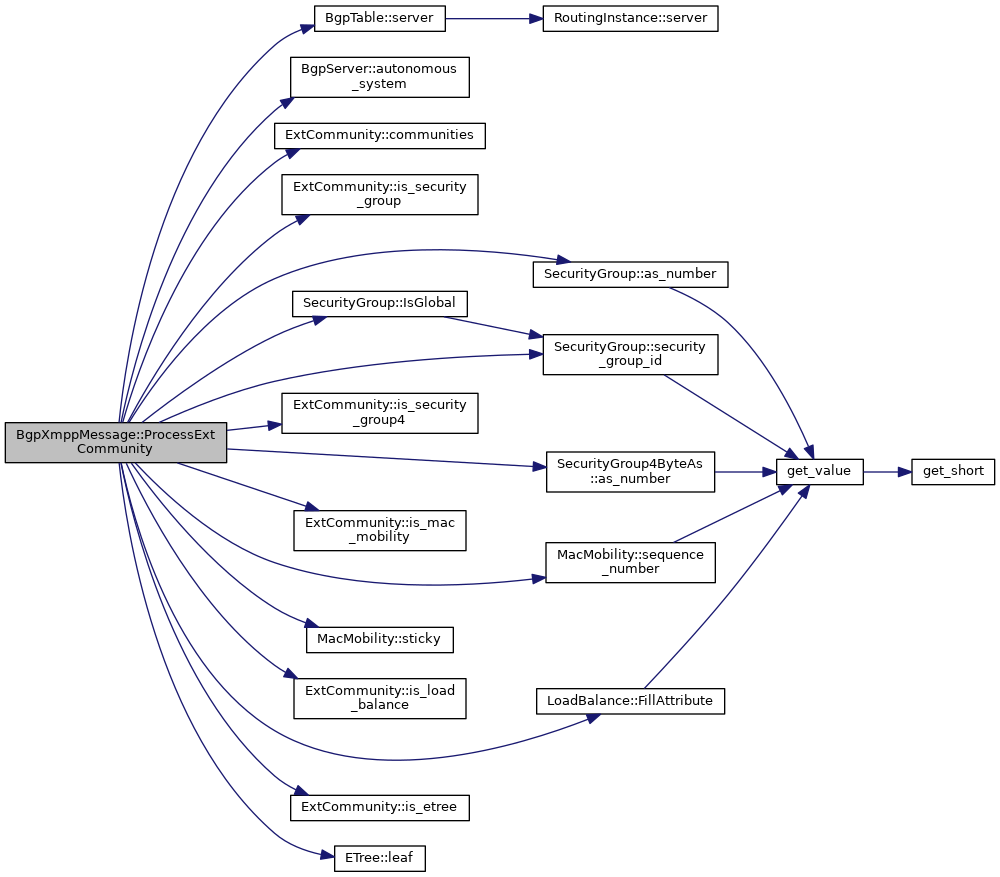 BgpTable::server
RoutingInstance::server
BgpServer::autonomous
_system
ExtCommunity::communities
ExtCommunity::is_security
_group
SecurityGroup::as_number
SecurityGroup::IsGlobal
SecurityGroup::security
_group_id
ExtCommunity::is_security
_group4
BgpXmppMessage::ProcessExt
Community
SecurityGroup4ByteAs
::as_number
get_value
get_short
ExtCommunity::is_mac
_mobility
MacMobility::sequence
_number
MacMobility::sticky
ExtCommunity::is_load
_balance
LoadBalance::FillAttribute
ExtCommunity::is_etree
ETree::leaf